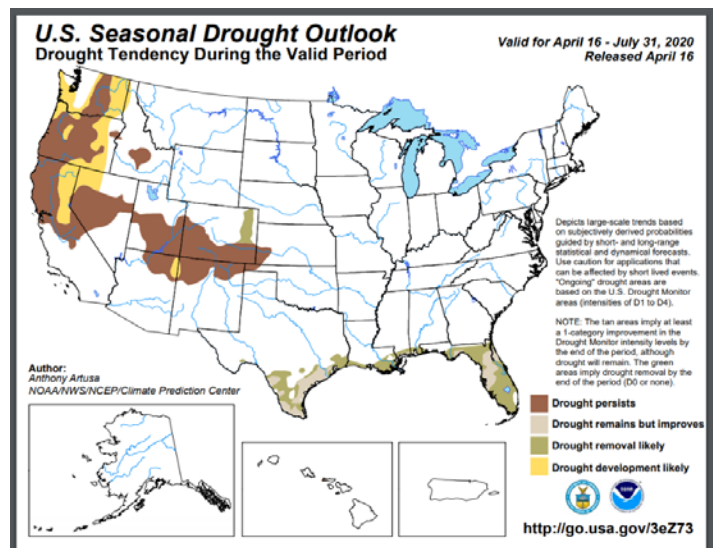 U.S. Seasonal Drought Outlook
Drought Tendency During the Valid Period
Valid for April 16 - July 31, 2020
Released April 16
Depicts large-scale trends based
on subjectively derived probabilities
guided by short- and long-range
statistical and dynamical forecasts.
Use caution for applications that
can be affected by short lived events.
"Ongoing" drought areas are
based on the U.S. Drought Monitor
areas (intensities of D1 to D4).
NOTE: The tan areas imply at least
a 1-category improvement in the
Drought Monitor intensity levels by
the end of the period, although
drought will remain. The green
areas imply drought removal by the
end of the period (D0 or none).
Author:
Anthony Artusa
NOAA/NWS/NCEP/Climate Prediction Center
Drought persists
Drought remains but improves
Drought removal likely
Drought development likely
http://go.usa.gov/3eZ73